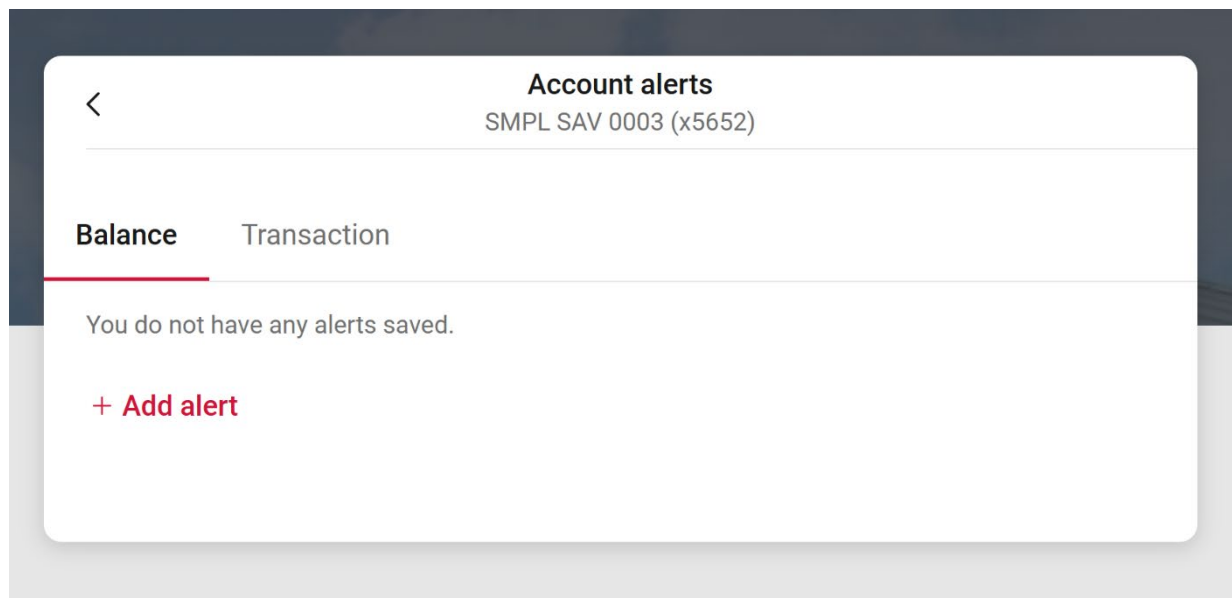 Account alerts
SMPL SAV 0003 (x5652)
Balance Transaction
You do not have any alerts saved.
+ Add alert